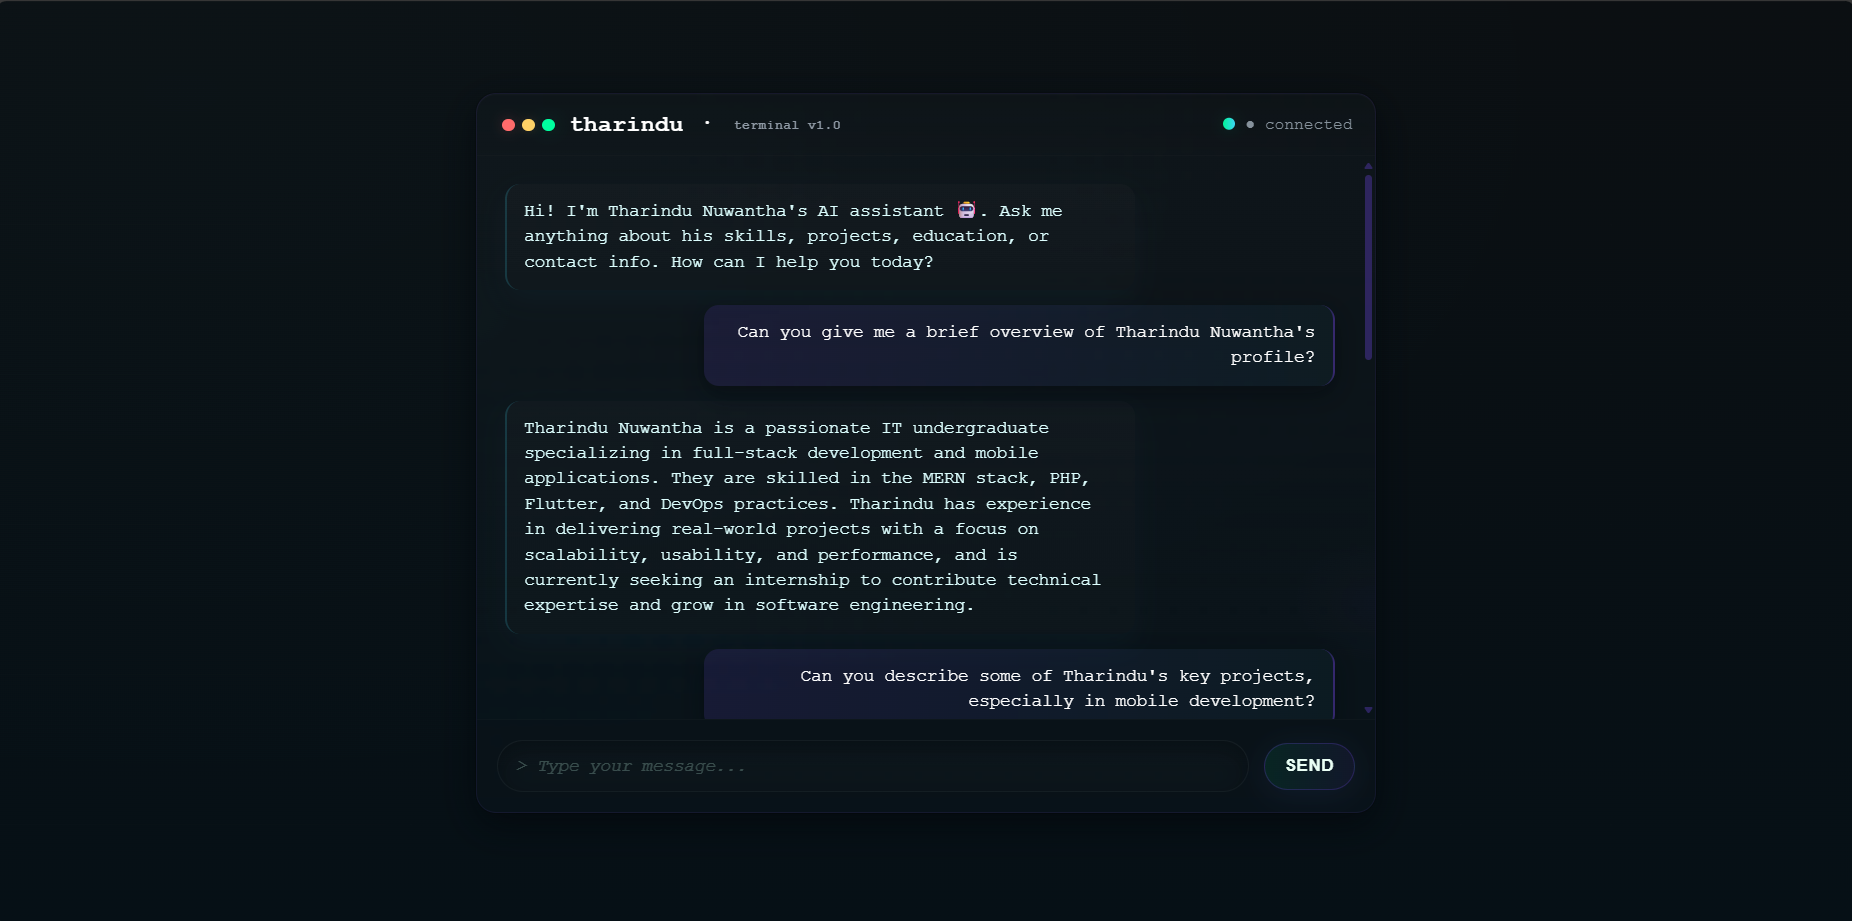 tharindu · terminal v1.0
● connected
Hi! I'm Tharindu Nuwantha's AI assistant 🤖. Ask me
anything about his skills, projects, education, or
contact info. How can I help you today?
Can you give me a brief overview of Tharindu Nuwantha's
profile?
Tharindu Nuwantha is a passionate IT undergraduate
specializing in full-stack development and mobile
applications. They are skilled in the MERN stack, PHP,
Flutter, and DevOps practices. Tharindu has experience
in delivering real-world projects with a focus on
scalability, usability, and performance, and is
currently seeking an internship to contribute technical
expertise and grow in software engineering.
Can you describe some of Tharindu's key projects,
especially in mobile development?
> Type your message...
SEND